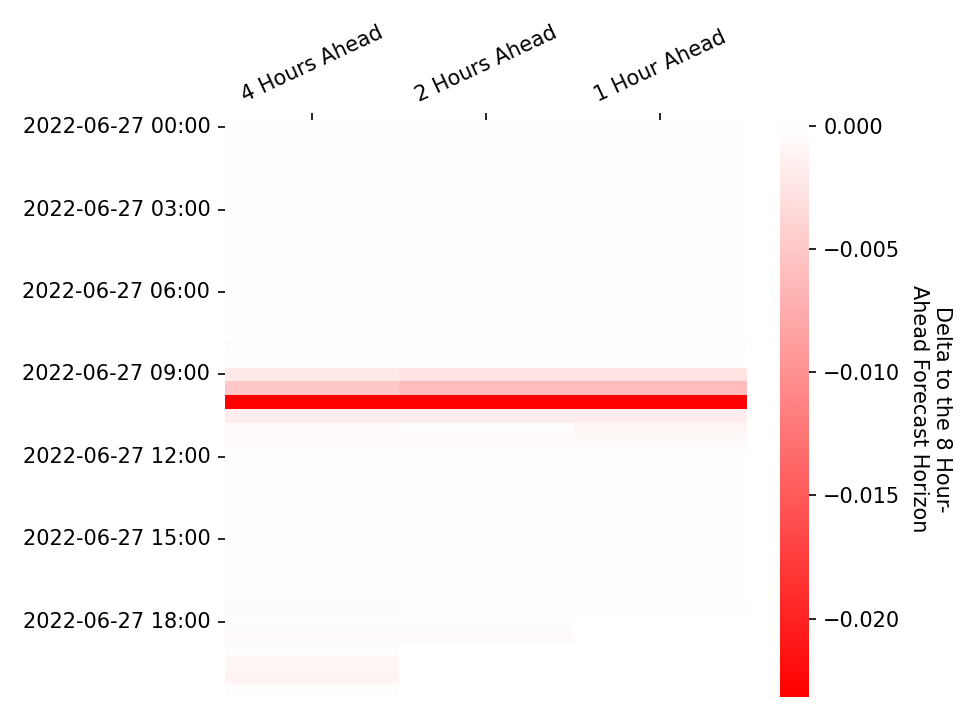 4 Hours Ahead
2 Hours Ahead
1 Hour Ahead
2022-06-27 00:00
2022-06-27 03:00
2022-06-27 06:00
2022-06-27 09:00
2022-06-27 12:00
2022-06-27 15:00
2022-06-27 18:00
0.000
−0.005
−0.010
−0.015
−0.020
Delta to the 8 Hour-
Ahead Forecast Horizon